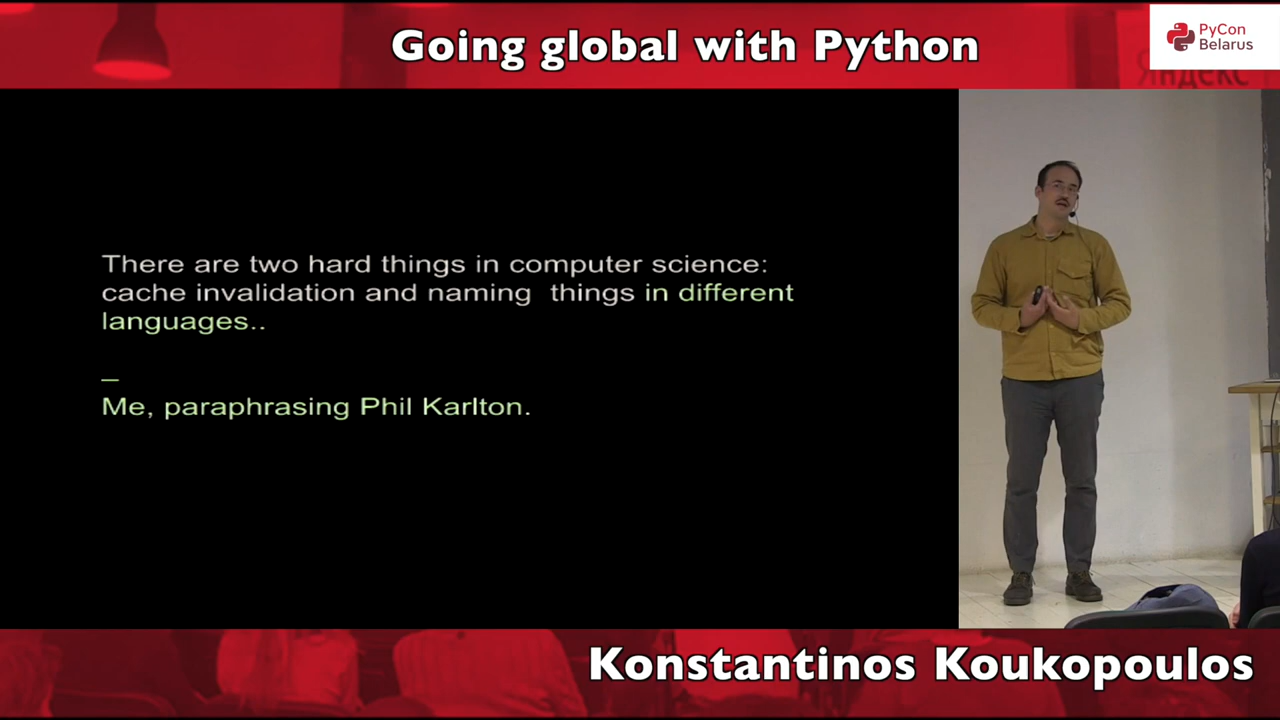 Going global with Python
PyCon
Belarus
Яндекс
There are two hard things in computer science:
cache invalidation and naming  things in different
languages..
_
Me, paraphrasing Phil Karlton.
Konstantinos Koukopoulos